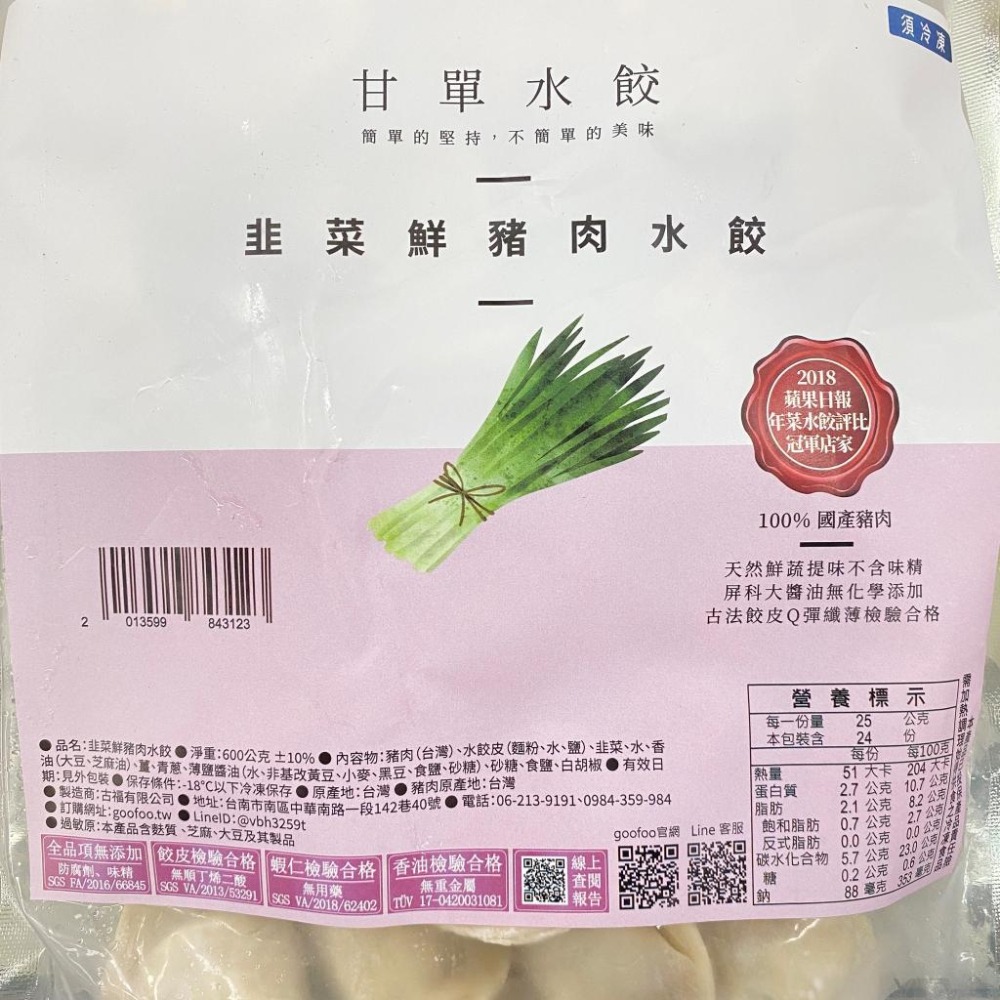 須冷凍
甘單水餃
簡單的堅持，不簡單的美味
韭菜鮮豬肉水餃
2018
蘋果日報
年菜水餃評比
冠軍店家
100% 國產豬肉
天然鮮蔬提味不含味精
屏科大醬油無化學添加
古法餃皮Q彈纖薄檢驗合格
2 013599 843123
● 品名:韭菜鮮豬肉水餃 ● 淨重:600公克 ±10% ● 內容物:豬肉(台灣)、水餃皮(麵粉、水、鹽)、韭菜、水、香
油(大豆、芝麻油)、薑、青蔥、薄鹽醬油(水、非基改黃豆、小麥、黑豆、食鹽、砂糖)、砂糖、食鹽、白胡椒 ● 有效日
期:見外包裝 ● 保存條件:-18°C以下冷凍保存 ● 原產地:台灣 ● 豬肉原產地:台灣
● 製造商:古福有限公司 ● 地址:台南市南區中華南路一段142巷40號 ● 電話:06-213-9191、0984-359-984
● 訂購網址:goofoo.tw ● LineID:@vbh3259t
● 過敏原:本產品含麩質、芝麻、大豆及其製品
全品項無添加
防腐劑、味精
SGS FA/2016/66845
餃皮檢驗合格
無順丁烯二酸
SGS VA/2013/53291
蝦仁檢驗合格
無用藥
SGS VA/2018/62402
香油檢驗合格
無重金屬
TÜV 17-0420031081
線上
查閱
報告
goofoo官網 Line 客服
營養標示
每一份量 25 公克
本包裝含 24 份
每份 每100克
熱量 51 大卡 204 大卡
蛋白質 2.7 公克 10.7 公克
脂肪 2.1 公克 8.2 公克
飽和脂肪 0.7 公克 2.7 公克
反式脂肪 0.0 公克 0.0 公克
碳水化合物 5.7 公克 23.0 公克
糖 0.2 公克 0.6 公克
鈉 88 毫克 353 毫克
需加熱調理